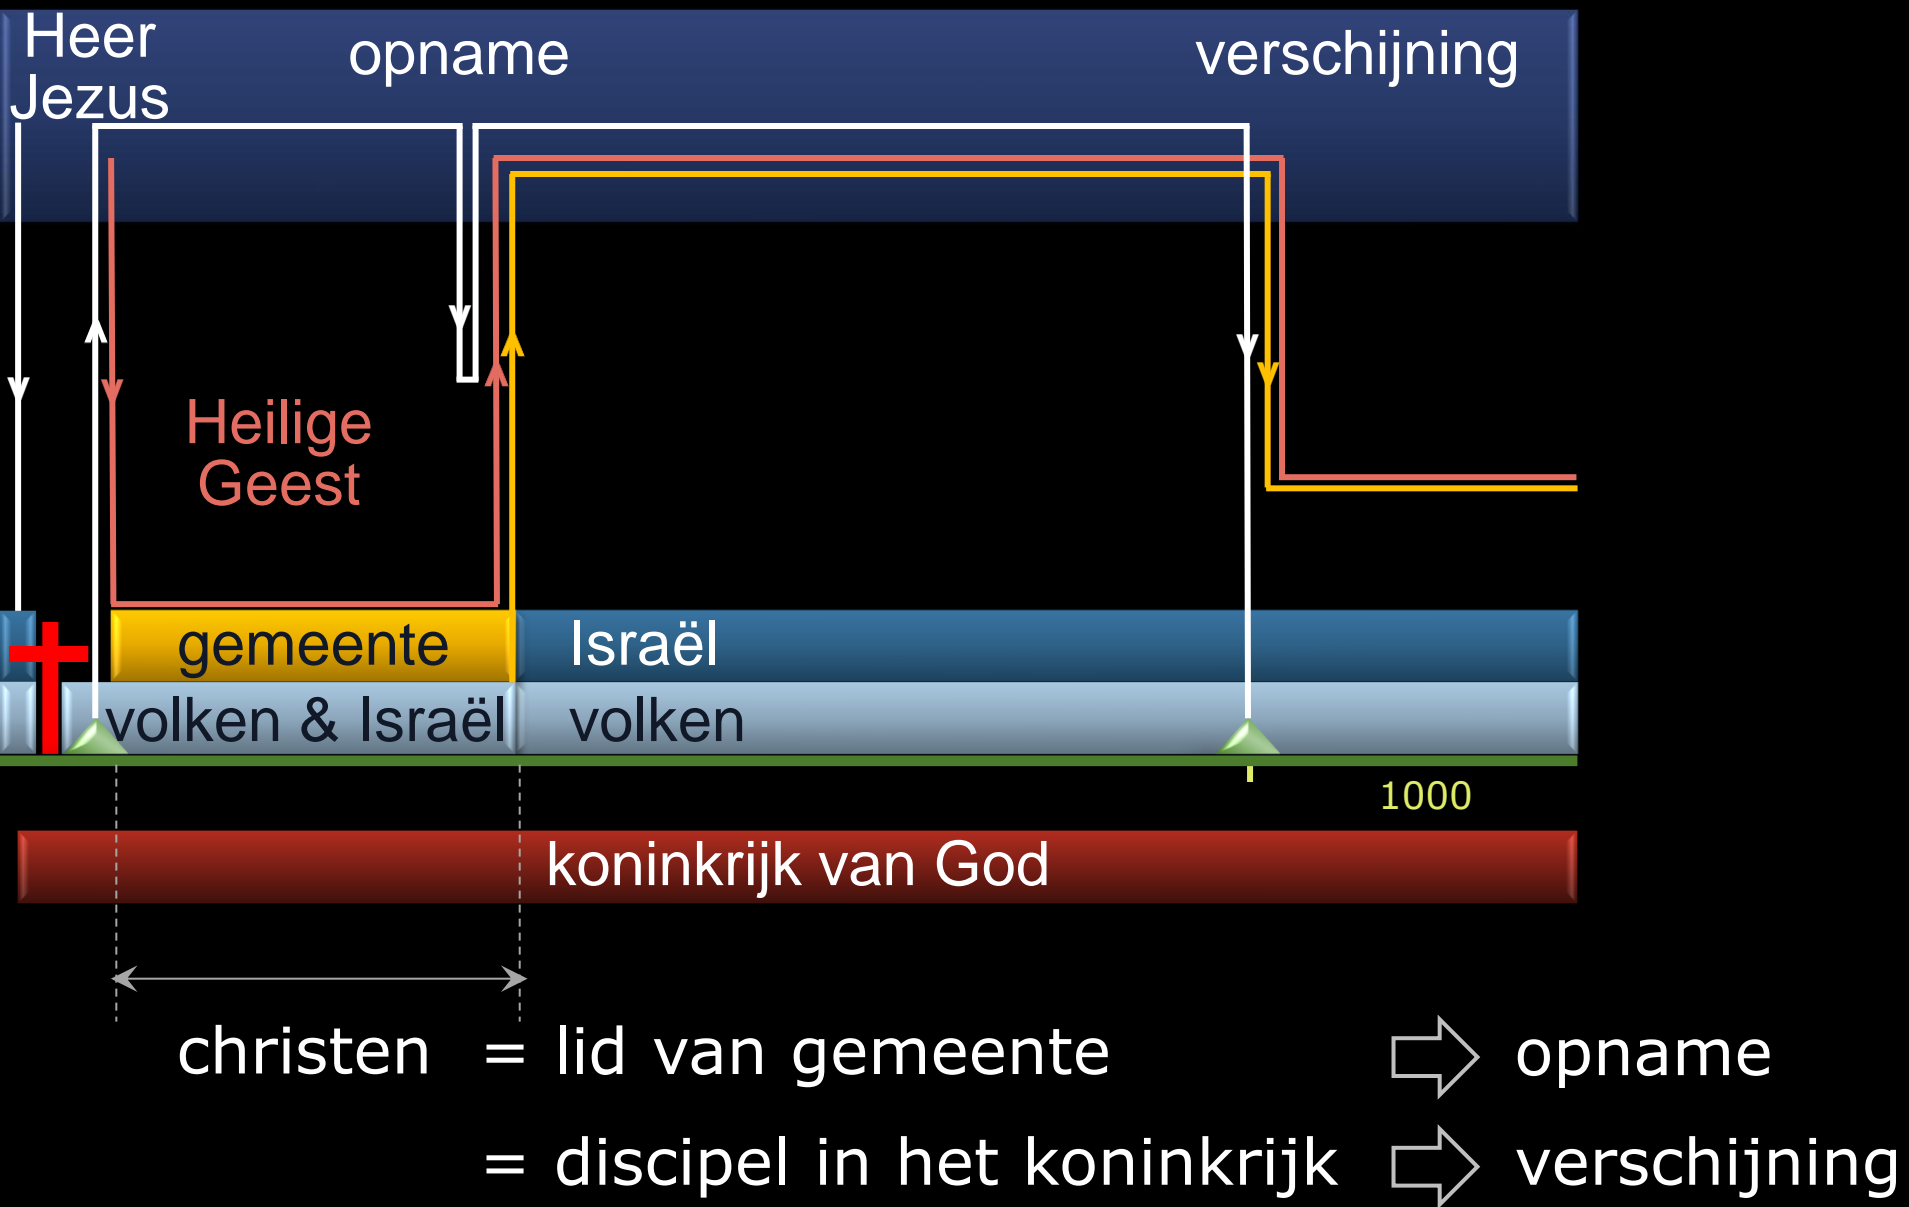 Heer
Jezus
opname
verschijning
Heilige
Geest
gemeente
Israël
volken & Israël
volken
1000
koninkrijk van God
christen = lid van gemeente opname
= discipel in het koninkrijk verschijning